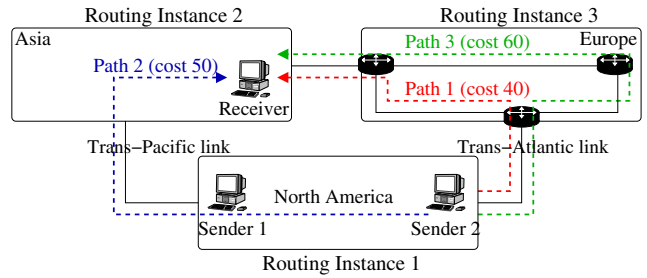 Routing Instance 2
Routing Instance 3
Asia
Path 3 (cost 60)
Europe
Path 2 (cost 50)
Path 1 (cost 40)
Receiver
Trans−Pacific link
Trans−Atlantic link
North America
Sender 1
Sender 2
Routing Instance 1